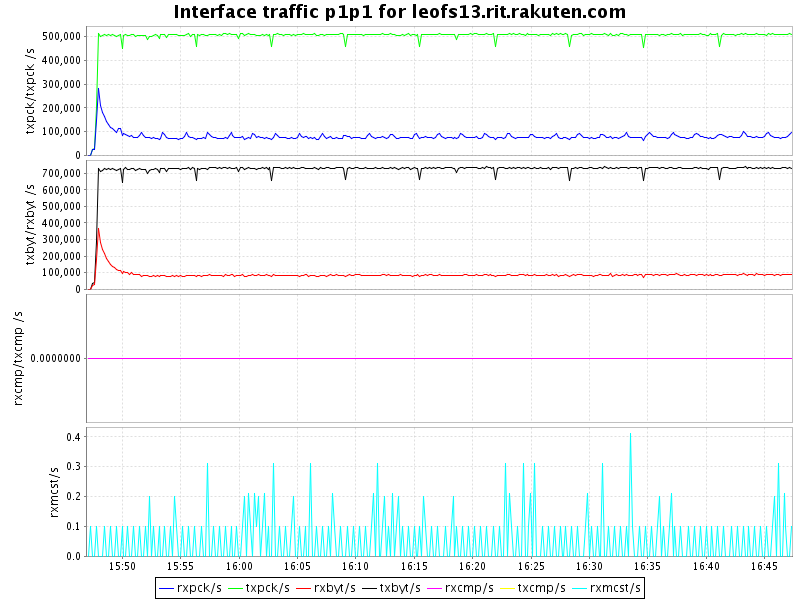 Interface traffic p1p1 for leofs13.rit.rakuten.com
txpck/txpck /s
500,000
400,000
300,000
200,000
100,000
0
txbyt/rxbyt /s
700,000
600,000
500,000
400,000
300,000
200,000
100,000
0
rxcmp/txcmp /s
0.0000000
rxmcst/s
0.4
0.3
0.2
0.1
0.0
15:50 15:55 16:00 16:05 16:10 16:15 16:20 16:25 16:30 16:35 16:40 16:45
rxpck/s txpck/s rxbyt/s txbyt/s rxcmp/s txcmp/s rxmcst/s